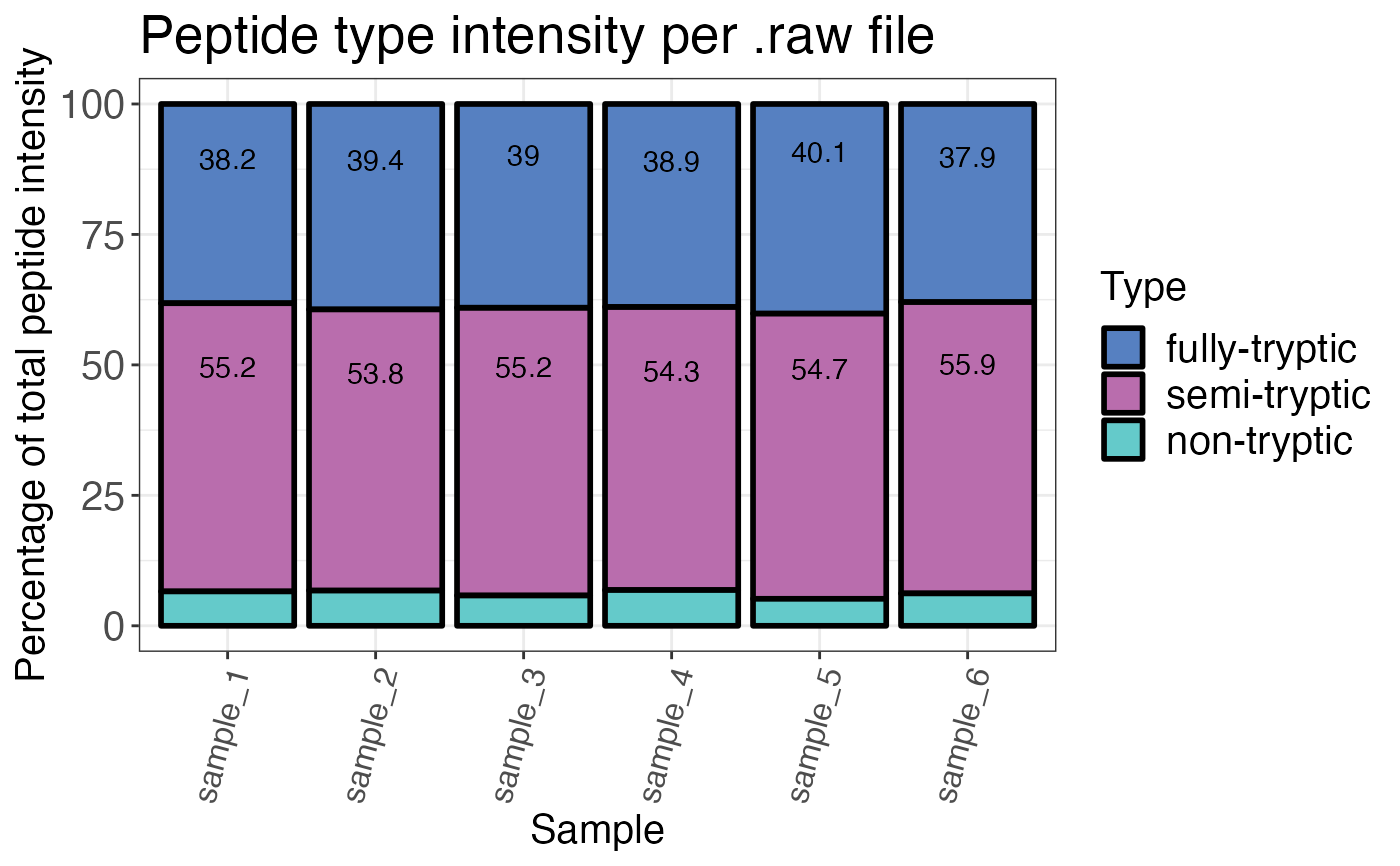 Peptide type intensity per .raw file
Percentage of total peptide intensity
100
75
50
25
0
38.2
39.4
39
38.9
40.1
37.9
55.2
53.8
55.2
54.3
54.7
55.9
sample_1
sample_2
sample_3
sample_4
sample_5
sample_6
Sample
Type
fully-tryptic
semi-tryptic
non-tryptic